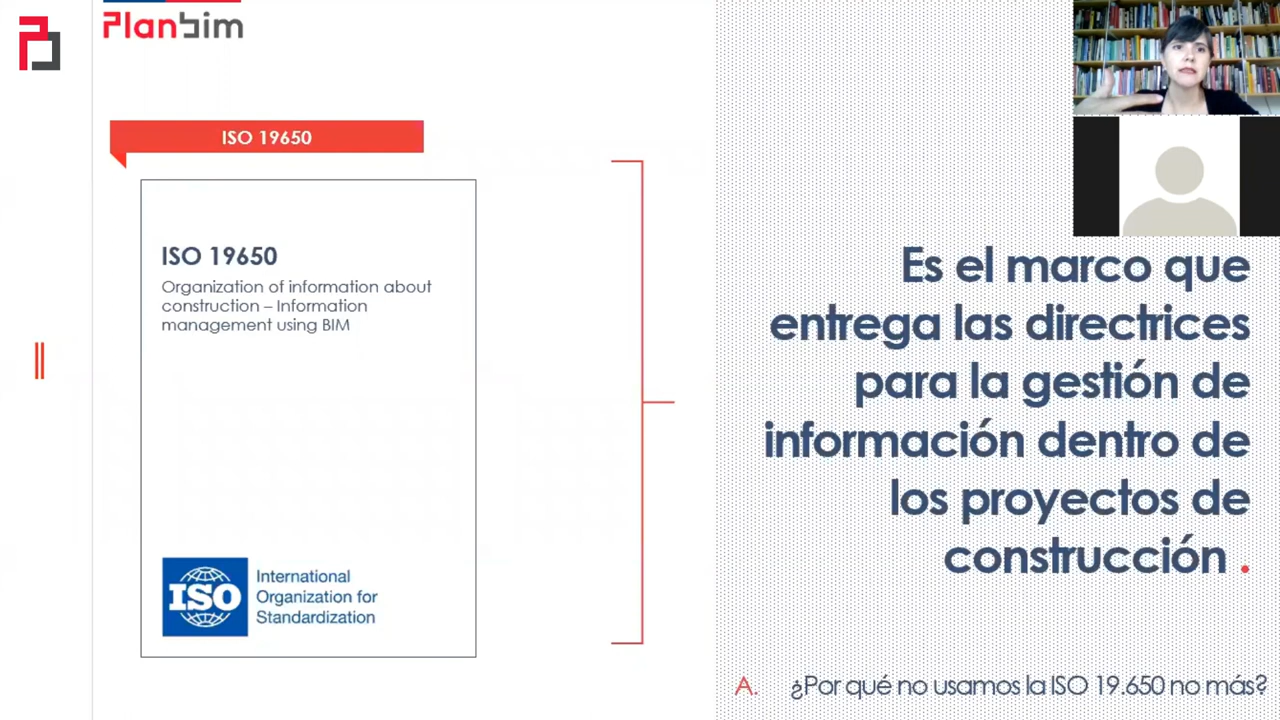 Planbim
ISO 19650
ISO 19650
Organization of information about
construction – Information
management using BIM
ISO
International
Organization for
Standardization
Es el marco que
entrega las directrices
para la gestión de
información dentro de
los proyectos de
construcción .
A. ¿Por qué no usamos la ISO 19.650 no más?